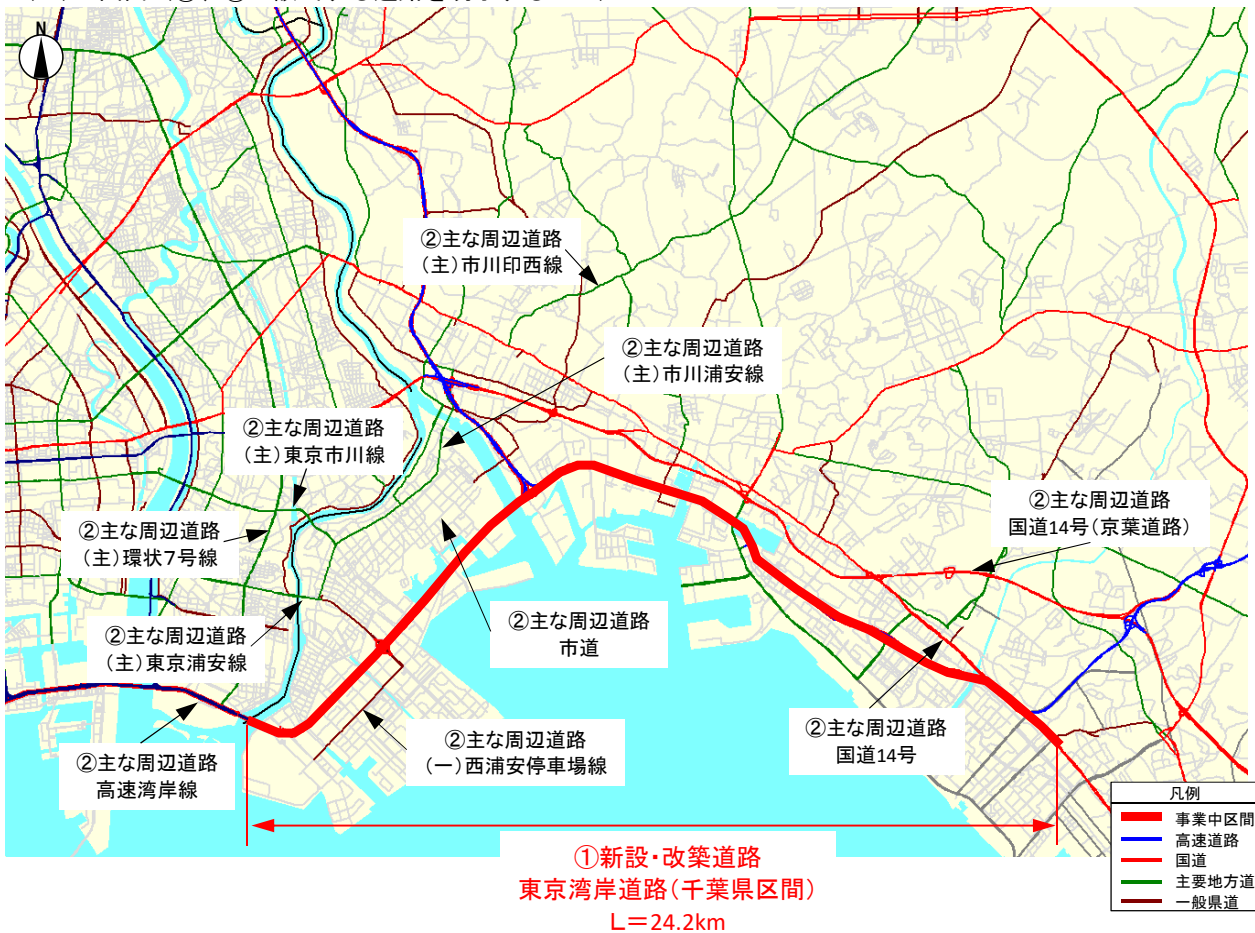 N
②主な周辺道路
(主)市川印西線
②主な周辺道路
(主)市川浦安線
②主な周辺道路
(主)東京市川線
②主な周辺道路
国道14号(京葉道路)
②主な周辺道路
(主)環状7号線
②主な周辺道路
市道
②主な周辺道路
(主)東京浦安線
②主な周辺道路
国道14号
②主な周辺道路
(一)西浦安停車場線
②主な周辺道路
高速湾岸線
①新設・改築道路
東京湾岸道路(千葉県区間)
L=24.2km
凡例
事業中区間
高速道路
国道
主要地方道
一般県道